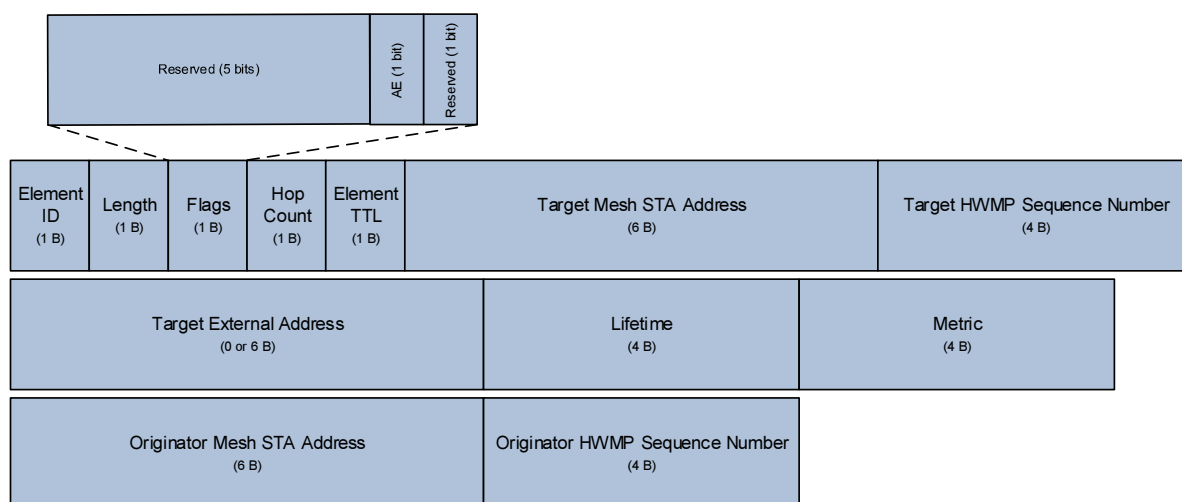 Reserved (5 bits)
AE (1 bit)
Reserved (1 bit)
Element
ID
(1 B)
Length
(1 B)
Flags
(1 B)
Hop
Count
(1 B)
Element
TTL
(1 B)
Target Mesh STA Address
(6 B)
Target HWMP Sequence Number
(4 B)
Target External Address
(0 or 6 B)
Lifetime
(4 B)
Metric
(4 B)
Originator Mesh STA Address
(6 B)
Originator HWMP Sequence Number
(4 B)